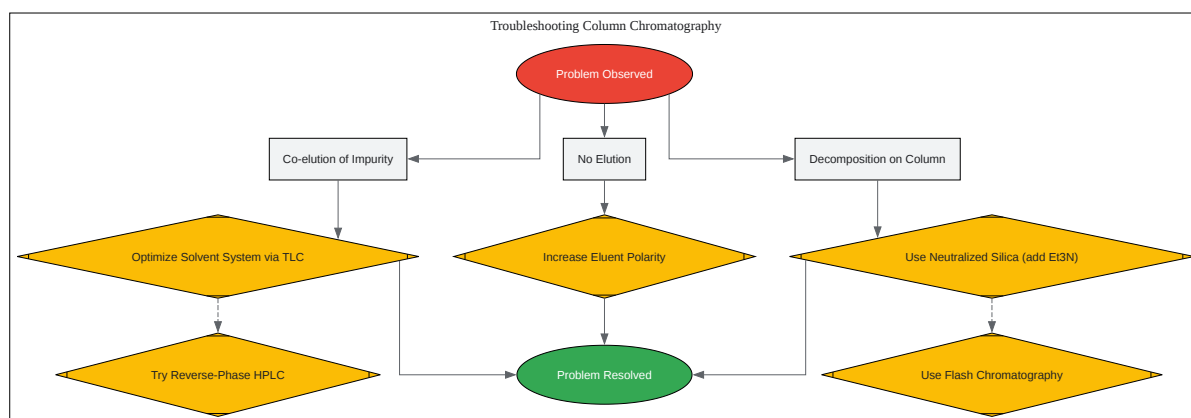 Troubleshooting Column Chromatography
Problem Observed
Co-elution of Impurity
No Elution
Decomposition on Column
Optimize Solvent System via TLC
Increase Eluent Polarity
Use Neutralized Silica (add Et3N)
Try Reverse-Phase HPLC
Problem Resolved
Use Flash Chromatography